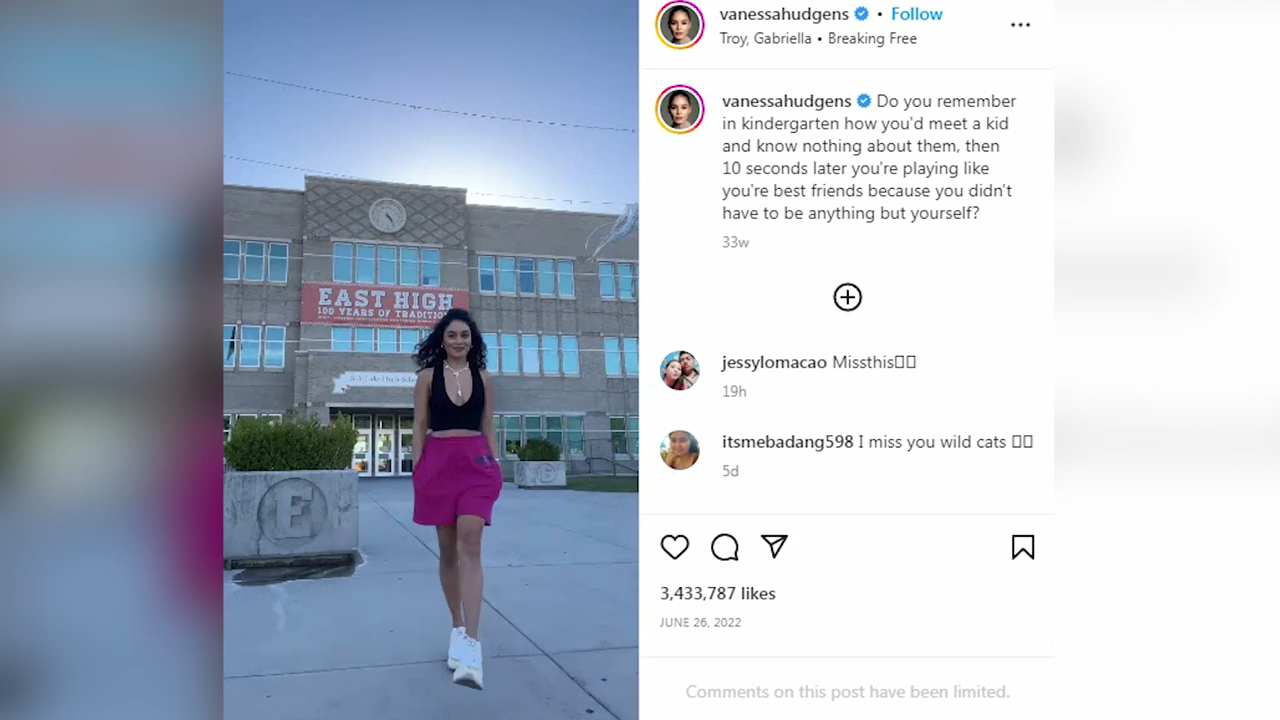 EAST HIGH
100 YEARS OF TRADITION
E
vanessahudgens • Follow
Troy, Gabriella • Breaking Free
vanessahudgens Do you remember
in kindergarten how you'd meet a kid
and know nothing about them, then
10 seconds later you're playing like
you're best friends because you didn't
have to be anything but yourself?
33w
jessylomacao Missthis▯▯
19h
itsmebadang598 I miss you wild cats ▯▯
5d
3,433,787 likes
JUNE 26, 2022
Comments on this post have been limited.